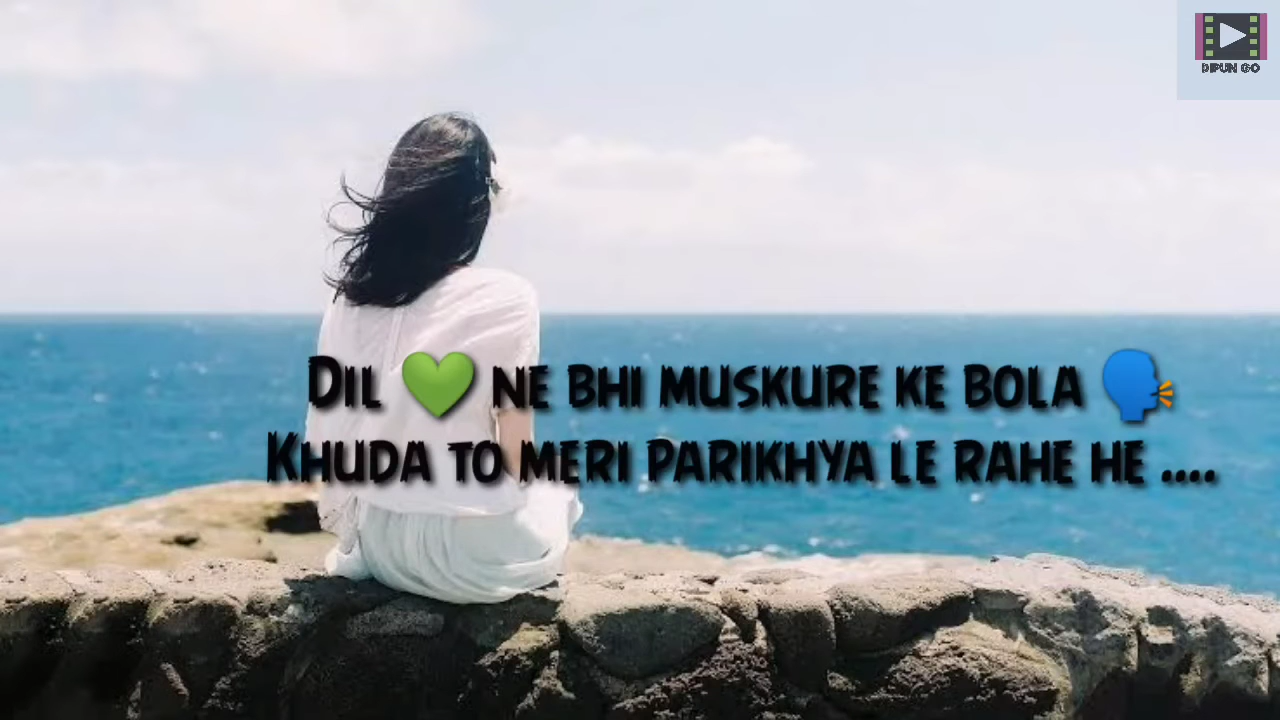 DIPUN GO
DIL 💚 NE BHI MUSKURE KE BOLA 🗣️
KHUDA TO MERI PARIKHYA LE RAHE HE ....